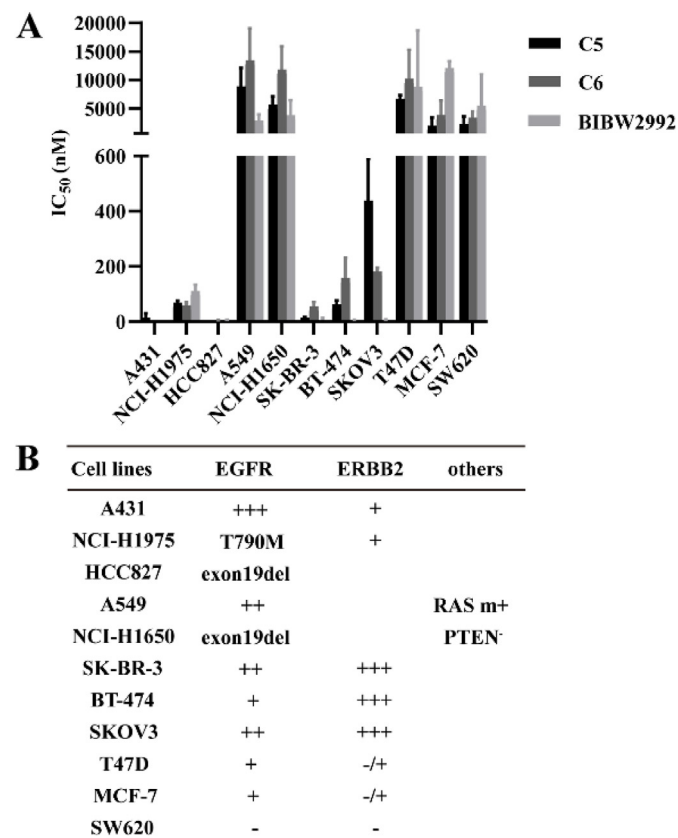 A
20000
15000
10000
5000
600
400
200
0
IC50 (nM)
C5
C6
BIBW2992
A431
NCI-H1975
HCC827
A549
NCI-H1650
SK-BR-3
BT-474
SKOV3
T47D
MCF-7
SW620
B
Cell lines EGFR ERBB2 others
A431 +++ +
NCI-H1975 T790M +
HCC827 exon19del
A549 ++ RAS m+
NCI-H1650 exon19del PTEN-
SK-BR-3 ++ +++
BT-474 + +++
SKOV3 ++ +++
T47D + -/+
MCF-7 + -/+
SW620 - -